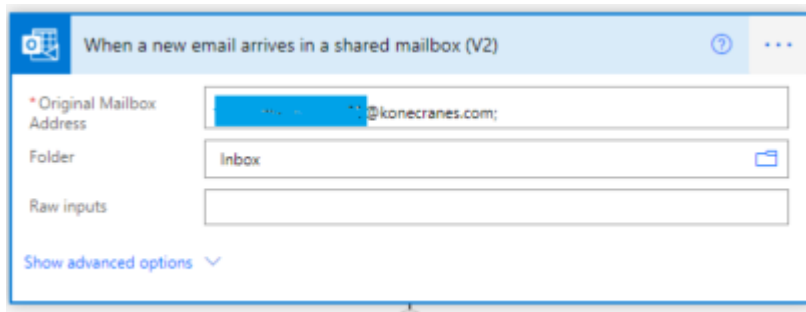 When a new email arrives in a shared mailbox (V2)
* Original Mailbox
Address
@konecranes.com;
Folder
Inbox
Raw inputs
Show advanced options